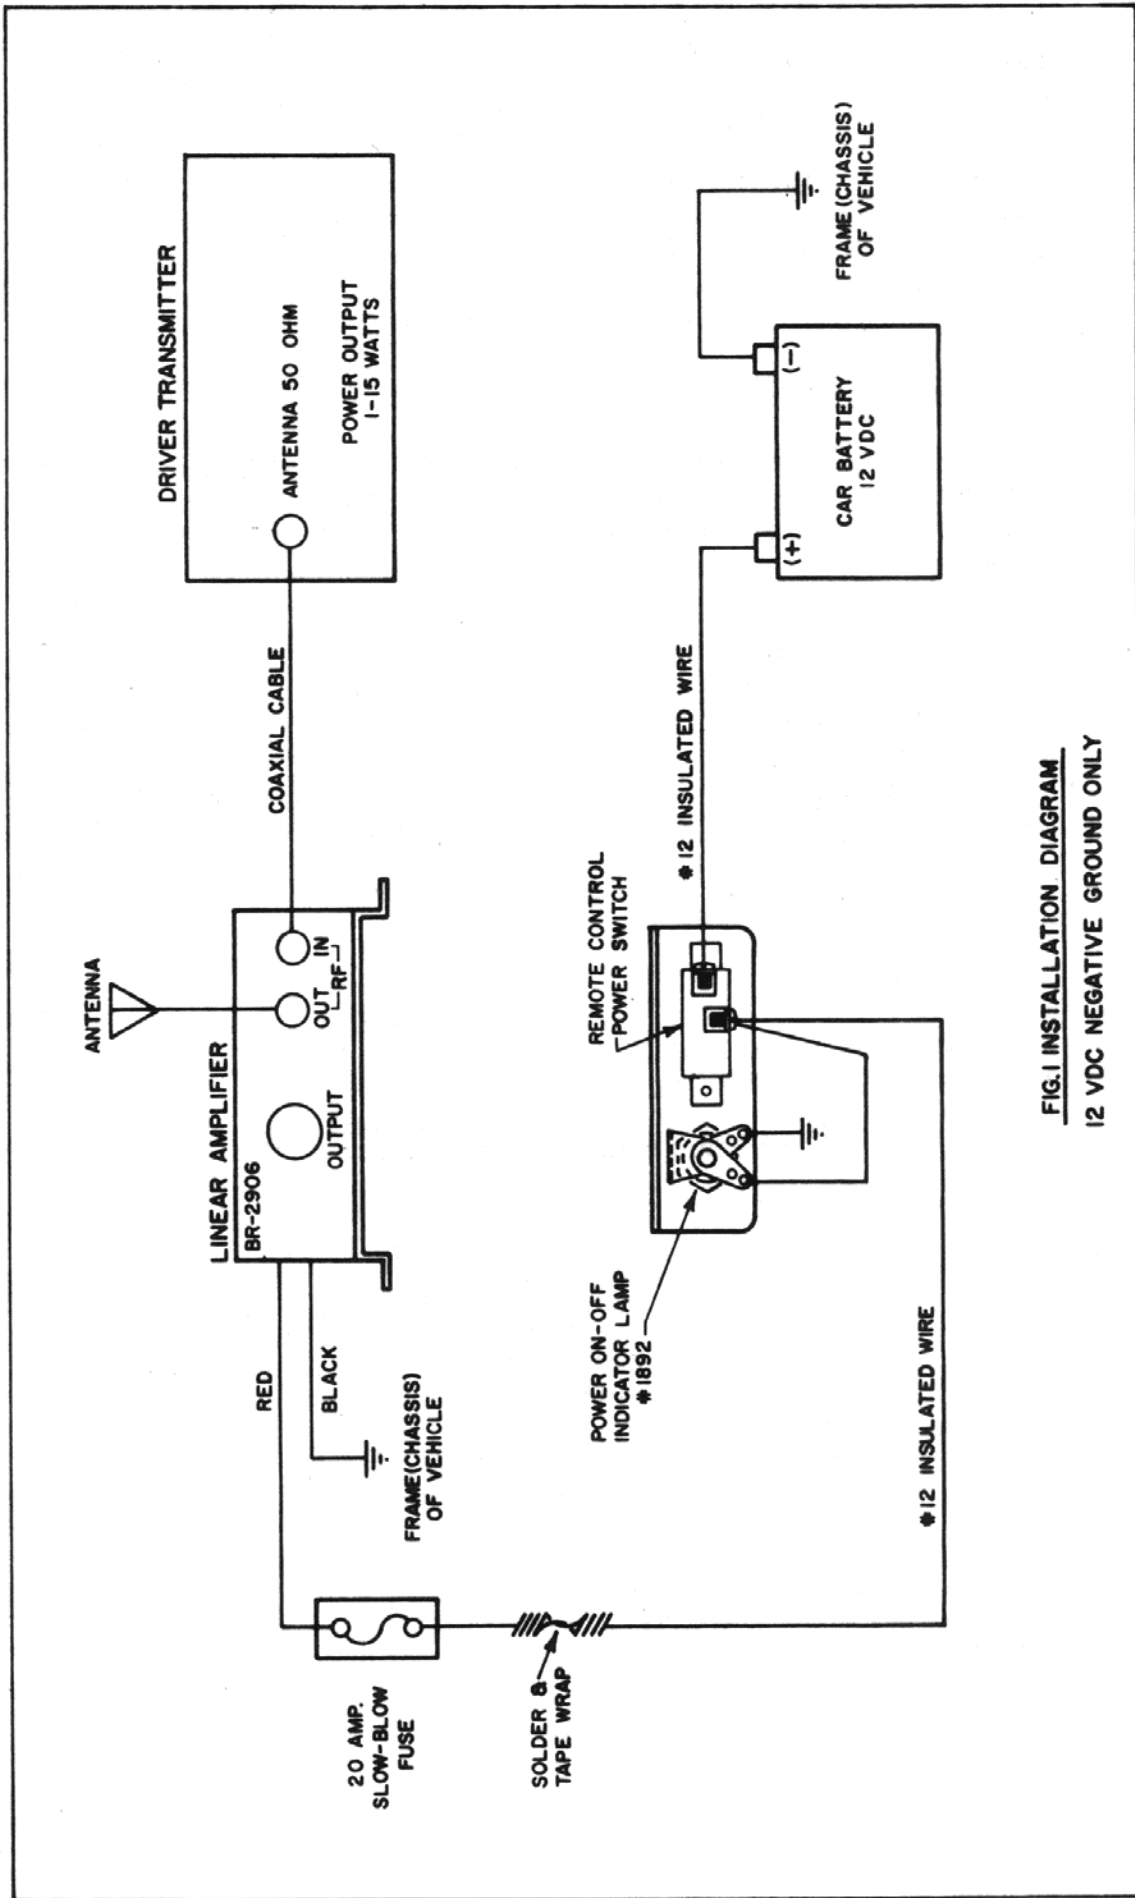 ANTENNA
LINEAR AMPLIFIER
BR-2906
OUTPUT
OUT
IN
RF
RED
BLACK
FRAME(CHASSIS)
OF VEHICLE
20 AMP.
SLOW-BLOW
FUSE
SOLDER &
TAPE WRAP
COAXIAL CABLE
DRIVER TRANSMITTER
ANTENNA 50 OHM
POWER OUTPUT
1-15 WATTS
POWER ON-OFF
INDICATOR LAMP
#1892
REMOTE CONTROL
POWER SWITCH
#12 INSULATED WIRE
#12 INSULATED WIRE
(+)
(-)
CAR BATTERY
12 VDC
FRAME(CHASSIS)
OF VEHICLE
FIG.1 INSTALLATION DIAGRAM
12 VDC NEGATIVE GROUND ONLY